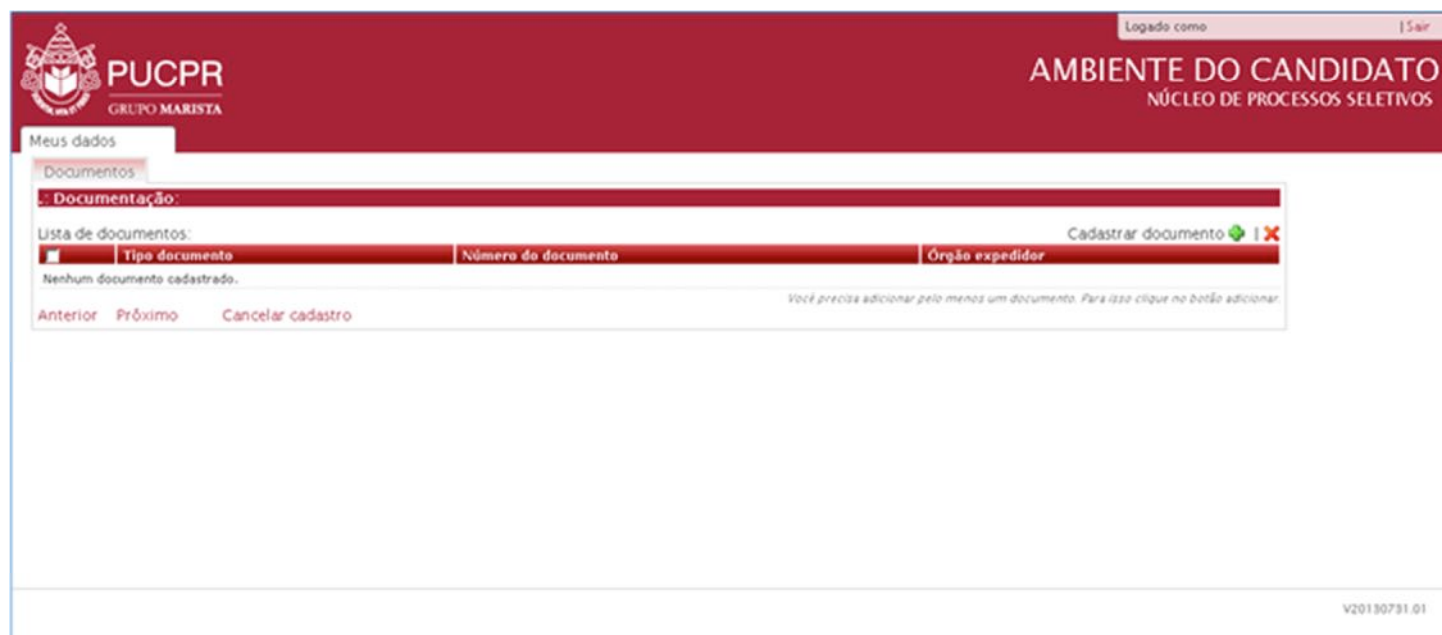 Logado como | Sair
PUCPR
GRUPO MARISTA
AMBIENTE DO CANDIDATO
NÚCLEO DE PROCESSOS SELETIVOS
Meus dados
Documentos
.: Documentação:
Lista de documentos: Cadastrar documento |
Tipo documento Número do documento Órgão expedidor
Nenhum documento cadastrado.
Você precisa adicionar pelo menos um documento. Para isso clique no botão adicionar.
Anterior Próximo Cancelar cadastro
V20130731.01